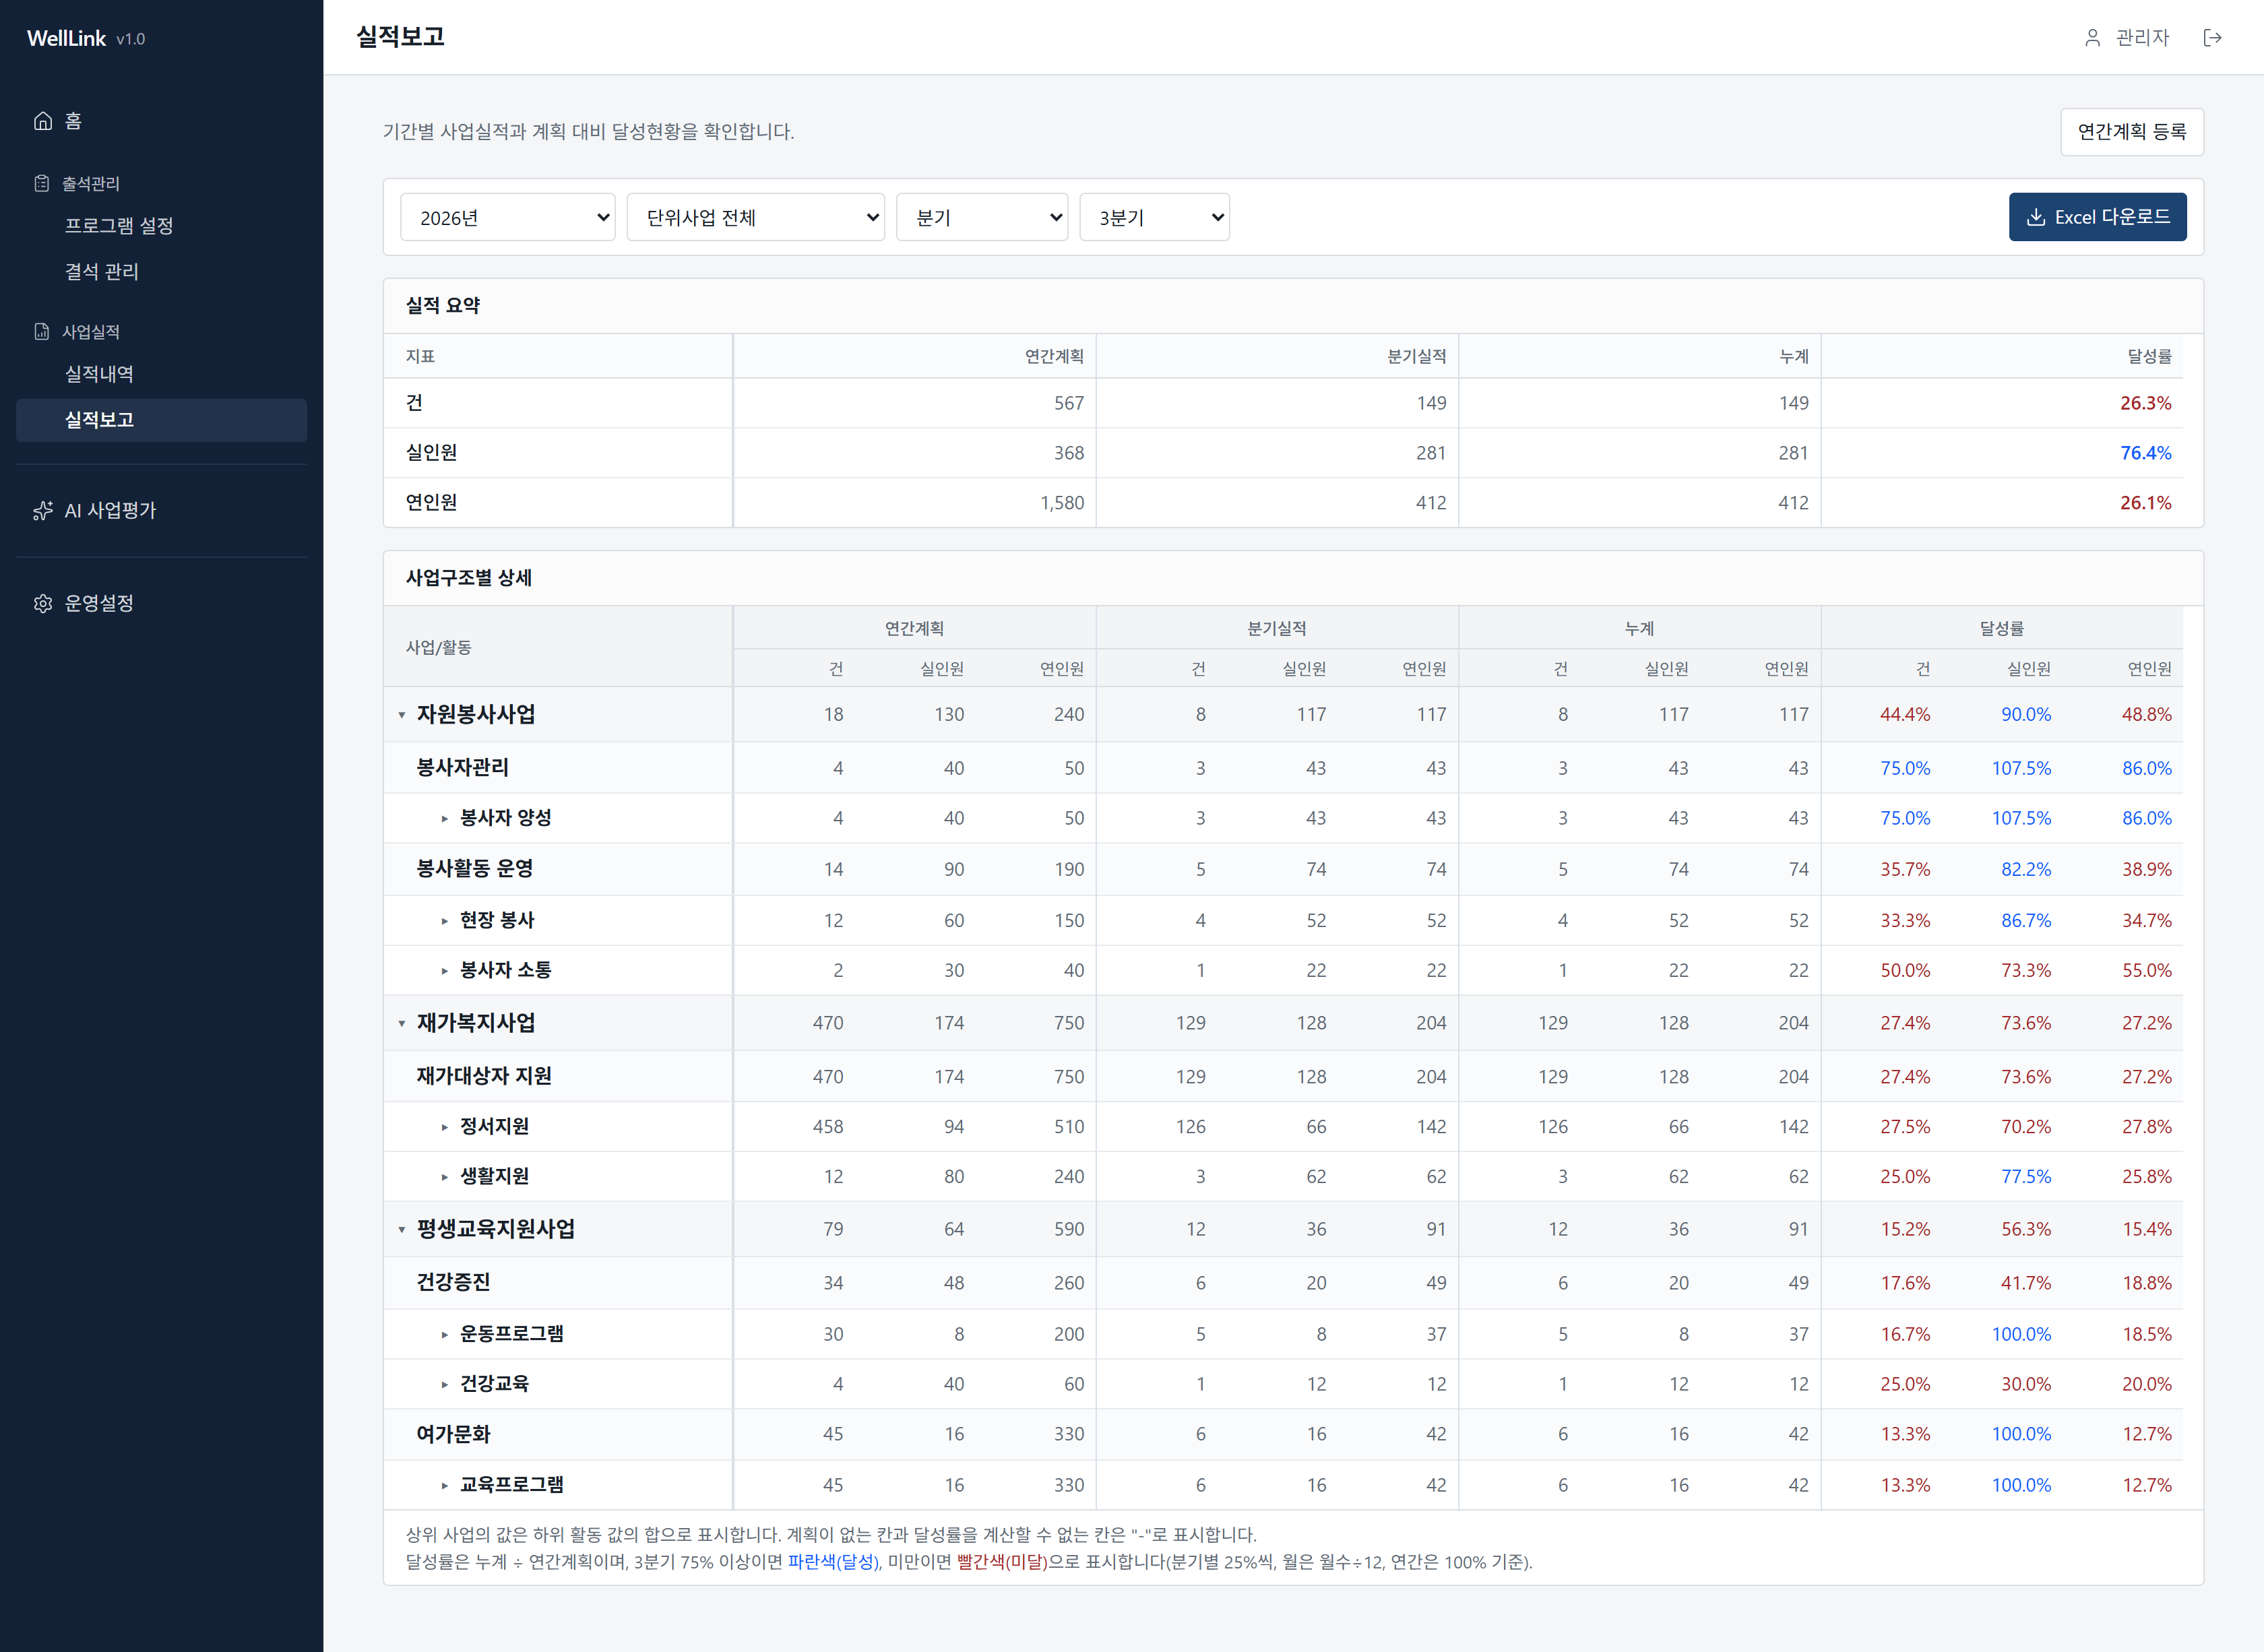 WellLink v1.0
홈
출석관리
프로그램 설정
결석 관리
사업실적
실적내역
실적보고
AI 사업평가
운영설정
실적보고
관리자
기간별 사업실적과 계획 대비 달성현황을 확인합니다.
연간계획 등록
2026년 단위사업 전체 분기 3분기 Excel 다운로드
실적 요약
지표 연간계획 분기실적 누계 달성률
건 567 149 149 26.3%
실인원 368 281 281 76.4%
연인원 1,580 412 412 26.1%
사업구조별 상세
사업/활동 연간계획 분기실적 누계 달성률
건 실인원 연인원 건 실인원 연인원 건 실인원 연인원 건 실인원 연인원
▾ 자원봉사사업 18 130 240 8 117 117 8 117 117 44.4% 90.0% 48.8%
봉사자관리 4 40 50 3 43 43 3 43 43 75.0% 107.5% 86.0%
▸ 봉사자 양성 4 40 50 3 43 43 3 43 43 75.0% 107.5% 86.0%
봉사활동 운영 14 90 190 5 74 74 5 74 74 35.7% 82.2% 38.9%
▸ 현장 봉사 12 60 150 4 52 52 4 52 52 33.3% 86.7% 34.7%
▸ 봉사자 소통 2 30 40 1 22 22 1 22 22 50.0% 73.3% 55.0%
▾ 재가복지사업 470 174 750 129 128 204 129 128 204 27.4% 73.6% 27.2%
재가대상자 지원 470 174 750 129 128 204 129 128 204 27.4% 73.6% 27.2%
▸ 정서지원 458 94 510 126 66 142 126 66 142 27.5% 70.2% 27.8%
▸ 생활지원 12 80 240 3 62 62 3 62 62 25.0% 77.5% 25.8%
▾ 평생교육지원사업 79 64 590 12 36 91 12 36 91 15.2% 56.3% 15.4%
건강증진 34 48 260 6 20 49 6 20 49 17.6% 41.7% 18.8%
▸ 운동프로그램 30 8 200 5 8 37 5 8 37 16.7% 100.0% 18.5%
▸ 건강교육 4 40 60 1 12 12 1 12 12 25.0% 30.0% 20.0%
여가문화 45 16 330 6 16 42 6 16 42 13.3% 100.0% 12.7%
▸ 교육프로그램 45 16 330 6 16 42 6 16 42 13.3% 100.0% 12.7%
상위 사업의 값은 하위 활동 값의 합으로 표시합니다. 계획이 없는 칸과 달성률을 계산할 수 없는 칸은 "-"로 표시합니다.
달성률은 누계 ÷ 연간계획이며, 3분기 75% 이상이면 파란색(달성), 미만이면 빨간색(미달)으로 표시합니다(분기별 25%씩, 월은 월수÷12, 연간은 100% 기준).